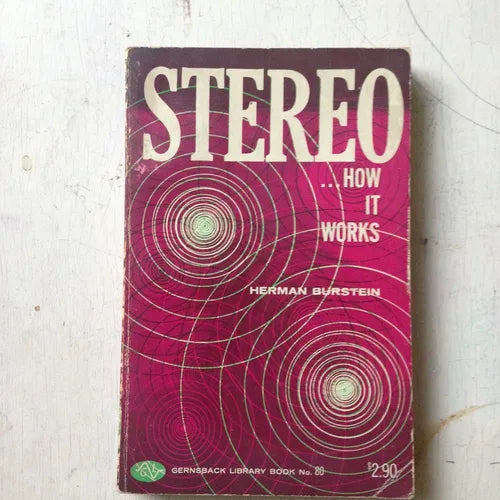 STEREO
...HOW
IT
WORKS
HERMAN BURSTEIN
GERNSBACK LIBRARY BOOK No. 80
$2.90